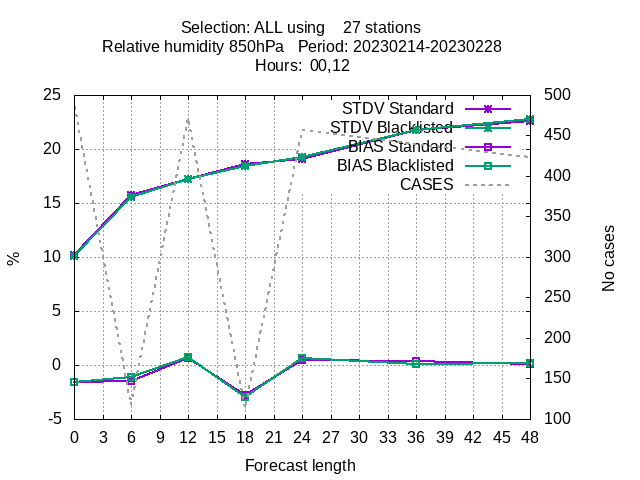 Selection: ALL using    27 stations
Relative humidity 850hPa   Period: 20230214-20230228
Hours:  00,12
STDV Standard
STDV Blacklisted
BIAS Standard
BIAS Blacklisted
CASES
25
20
15
10
5
0
-5
%
500
450
400
350
300
250
200
150
100
No cases
0 3 6 9 12 15 18 21 24 27 30 33 36 39 42 45 48
Forecast length